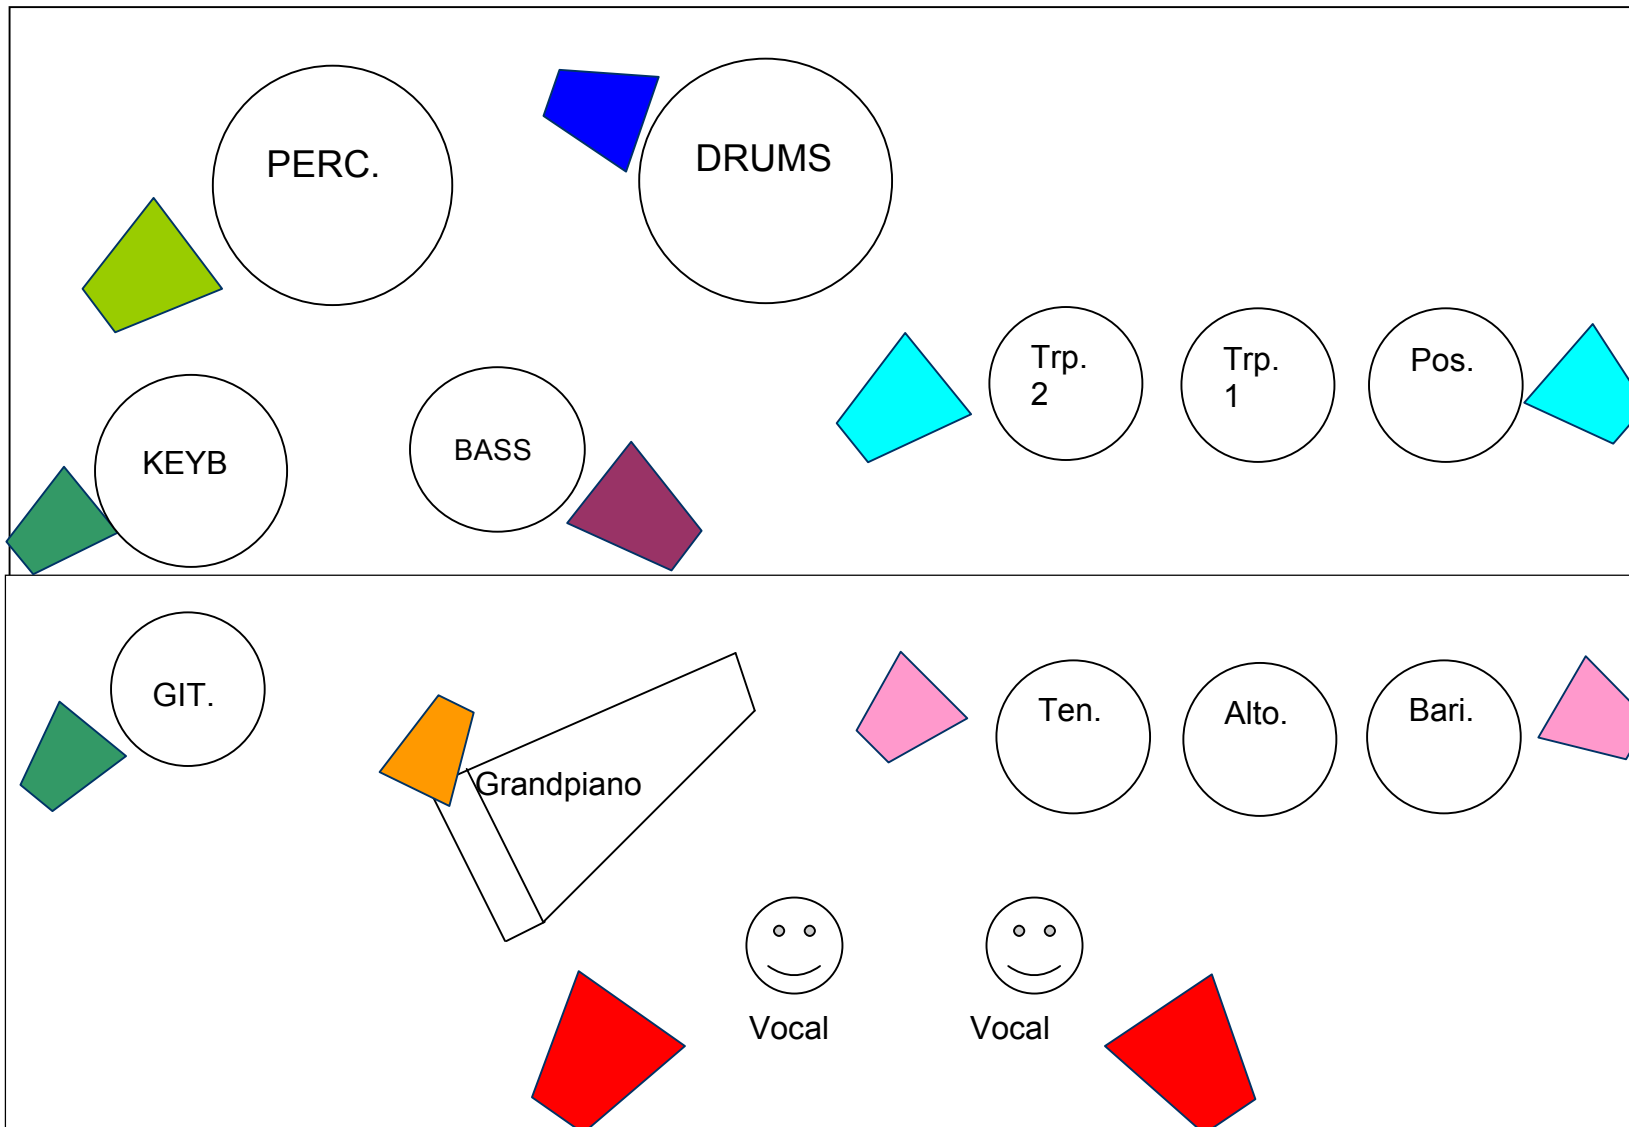 PERC.
DRUMS
Trp.
2
Trp.
1
Pos.
KEYB
BASS
GIT.
Grandpiano
Ten.
Alto.
Bari.
Vocal
Vocal